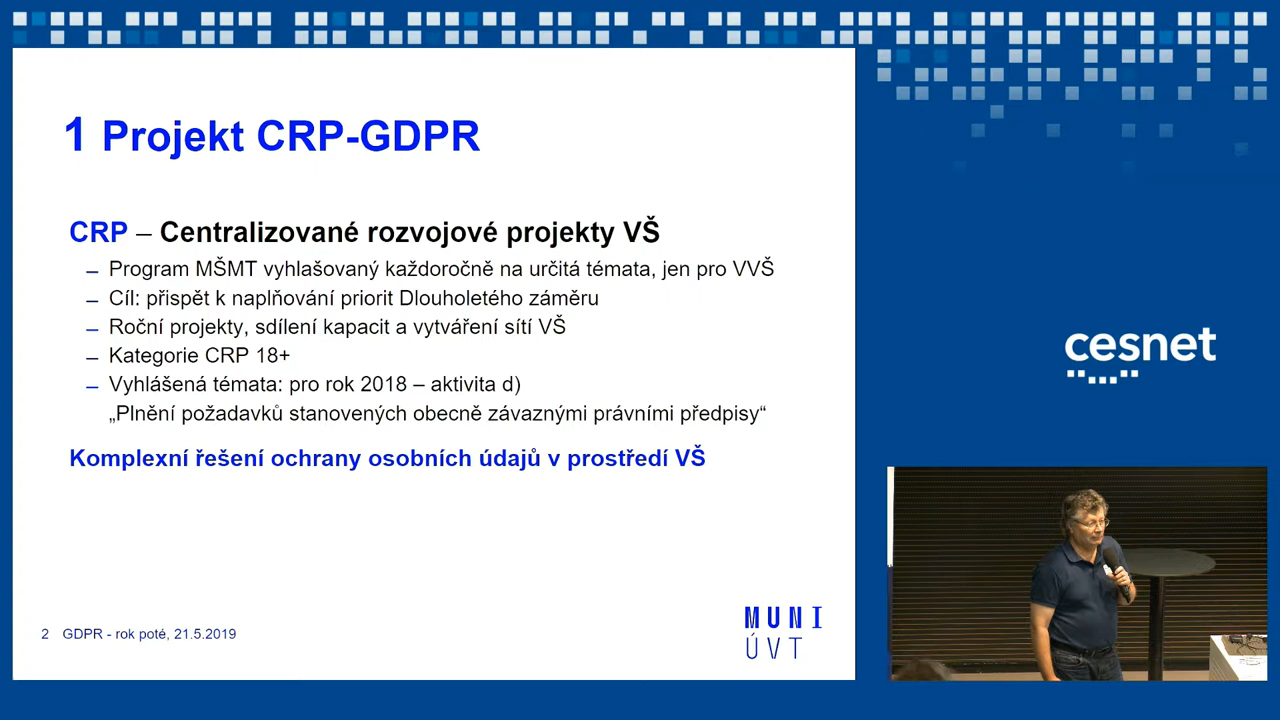 1 Projekt CRP-GDPR
CRP – Centralizované rozvojové projekty VŠ
– Program MŠMT vyhlašovaný každoročně na určitá témata, jen pro VVŠ
– Cíl: přispět k naplňování priorit Dlouholetého záměru
– Roční projekty, sdílení kapacit a vytváření sítí VŠ
– Kategorie CRP 18+
– Vyhlášená témata: pro rok 2018 – aktivita d)
„Plnění požadavků stanovených obecně závaznými právními předpisy“
Komplexní řešení ochrany osobních údajů v prostředí VŠ
2 GDPR - rok poté, 21.5.2019
MUNI
ÚVT
cesnet